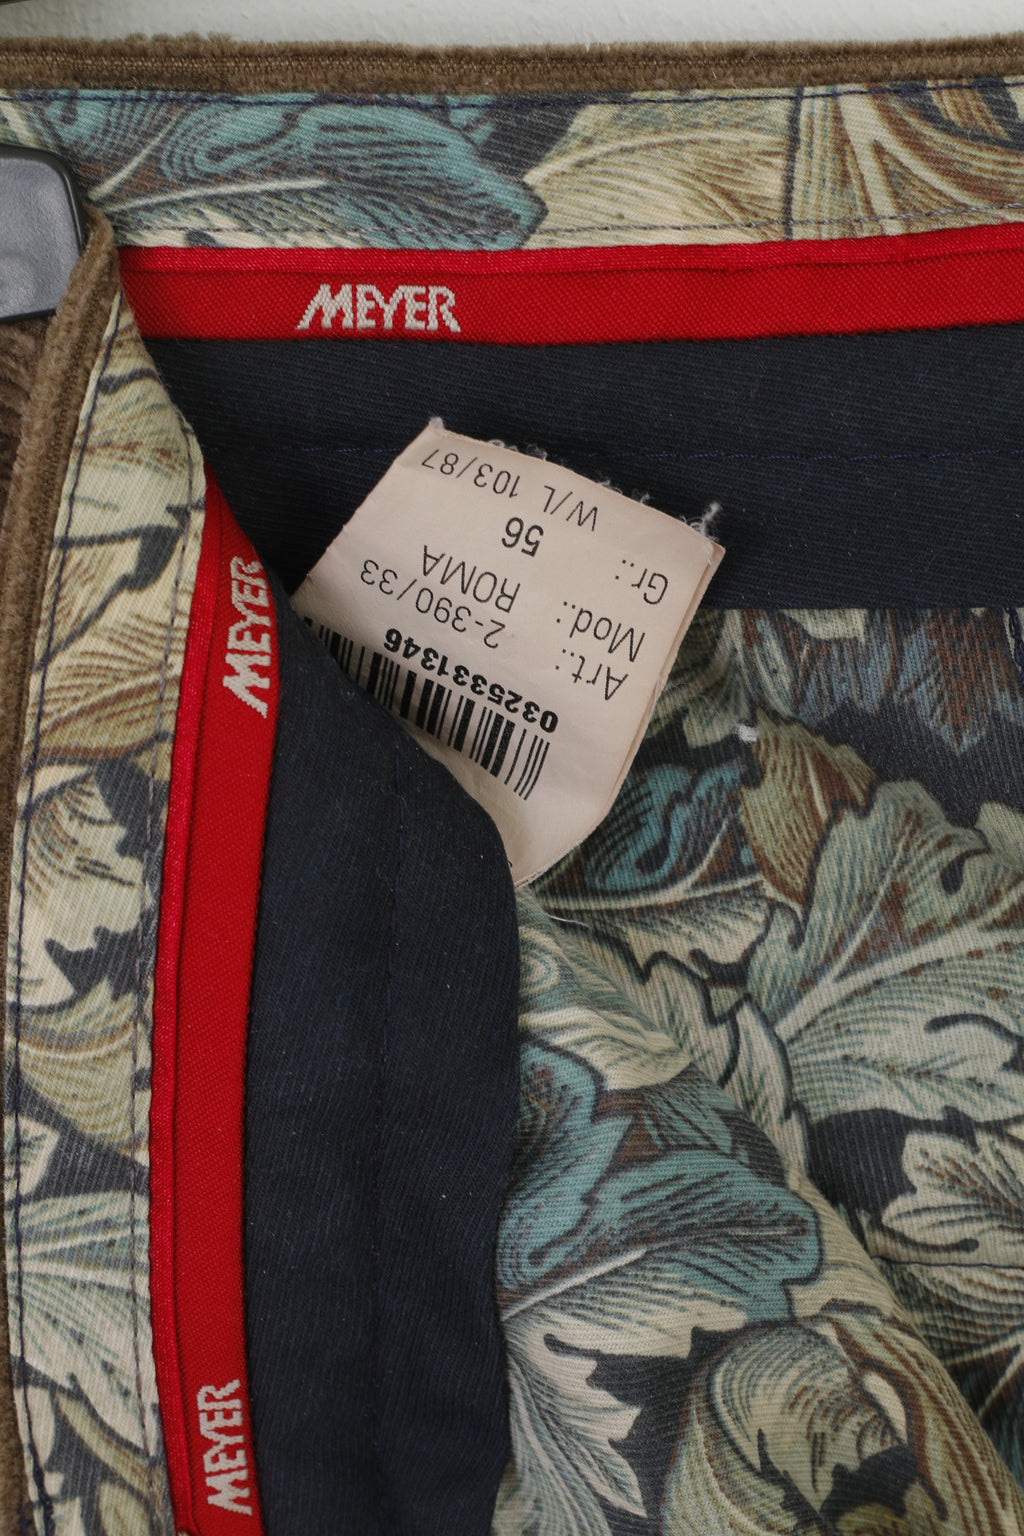 MEYER
W/L 103/87
Gr.: 56
Mod.: ROMA
Art.: 2-390/33
0325331346
MEYER
MEYER